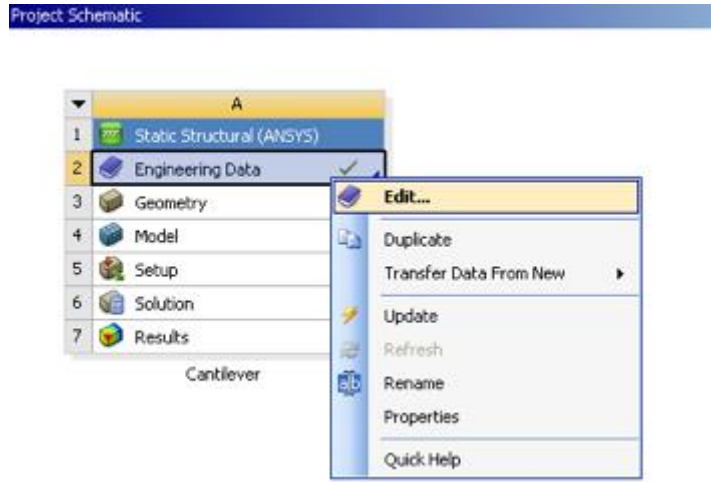 Project Schematic
A
1 Static Structural (ANSYS)
2 Engineering Data
3 Geometry
4 Model
5 Setup
6 Solution
7 Results
Cantilever
Edit...
Duplicate
Transfer Data From New
Update
Refresh
ab Rename
Properties
Quick Help